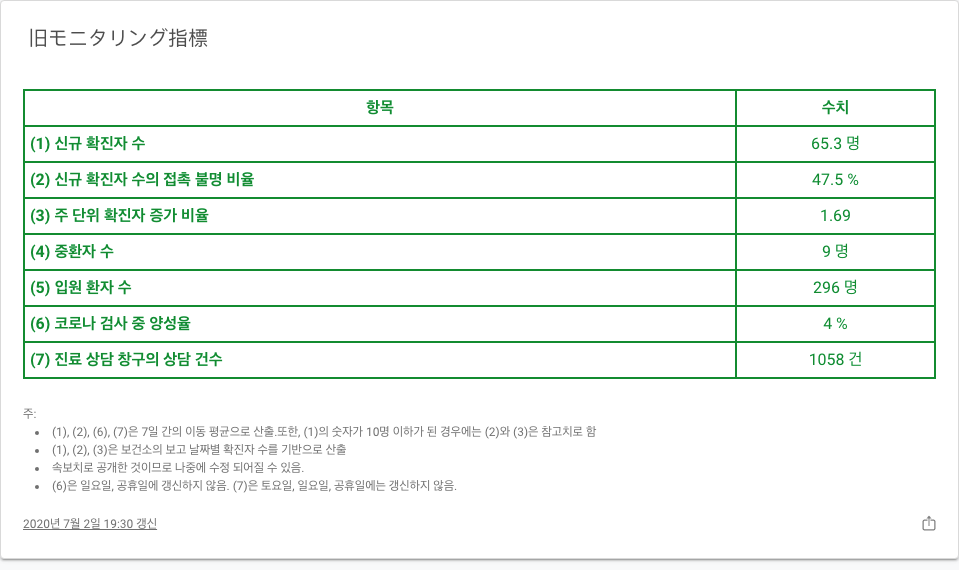 旧モニタリング指標
항목 수치
(1) 신규 확진자 수 65.3 명
(2) 신규 확진자 수의 접촉 불명 비율 47.5 %
(3) 주 단위 확진자 증가 비율 1.69
(4) 중환자 수 9 명
(5) 입원 환자 수 296 명
(6) 코로나 검사 중 양성율 4 %
(7) 진료 상담 창구의 상담 건수 1058 건
주:
(1), (2), (6), (7)은 7일 간의 이동 평균으로 산출.또한, (1)의 숫자가 10명 이하가 된 경우에는 (2)와 (3)은 참고치로 함
(1), (2), (3)은 보건소의 보고 날짜별 확진자 수를 기반으로 산출
속보치로 공개한 것이므로 나중에 수정 되어질 수 있음.
(6)은 일요일, 공휴일에 갱신하지 않음. (7)은 토요일, 일요일, 공휴일에는 갱신하지 않음.
2020년 7월 2일 19:30 갱신